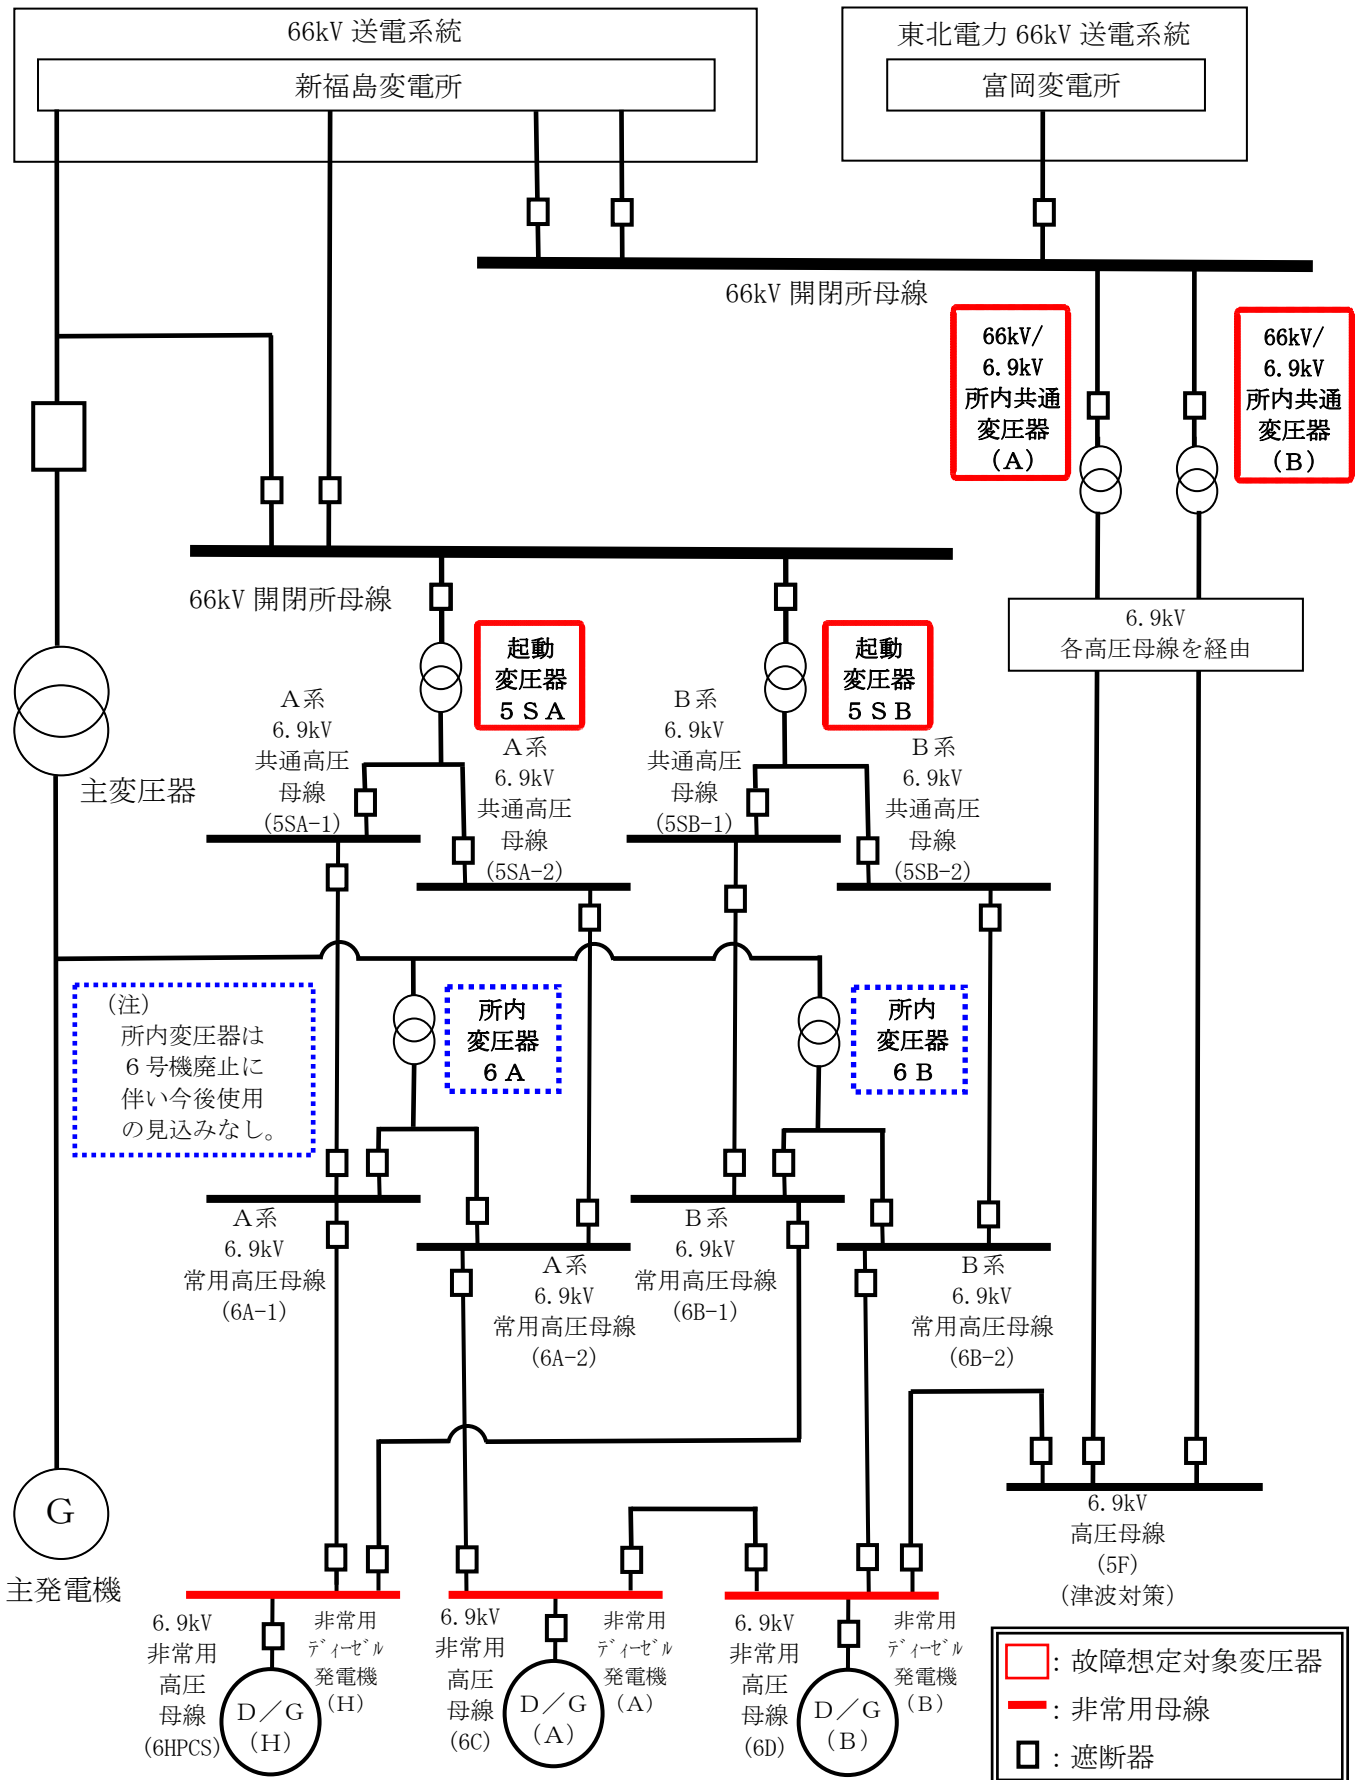 66kV 送電系統
新福島変電所
東北電力 66kV 送電系統
富岡変電所
66kV 開閉所母線
66kV/
6.9kV
所内共通
変圧器
(A)
66kV/
6.9kV
所内共通
変圧器
(B)
66kV 開閉所母線
6.9kV
各高圧母線を経由
起動
変圧器
5SA
起動
変圧器
5SB
主変圧器
A系
6.9kV
共通高圧
母線
(5SA-1)
A系
6.9kV
共通高圧
母線
(5SA-2)
B系
6.9kV
共通高圧
母線
(5SB-1)
B系
6.9kV
共通高圧
母線
(5SB-2)
(注)
所内変圧器は
6号機廃止に
伴い今後使用
の見込みなし。
所内
変圧器
6A
所内
変圧器
6B
A系
6.9kV
常用高圧母線
(6A-1)
A系
6.9kV
常用高圧母線
(6A-2)
B系
6.9kV
常用高圧母線
(6B-1)
B系
6.9kV
常用高圧母線
(6B-2)
G
主発電機
6.9kV
高圧母線
(5F)
(津波対策)
6.9kV
非常用
高圧
母線
(6HPCS)
D/G
(H)
非常用
ディーゼル
発電機
(H)
6.9kV
非常用
高圧
母線
(6C)
D/G
(A)
非常用
ディーゼル
発電機
(A)
6.9kV
非常用
高圧
母線
(6D)
D/G
(B)
非常用
ディーゼル
発電機
(B)
:故障想定対象変圧器
:非常用母線
:遮断器